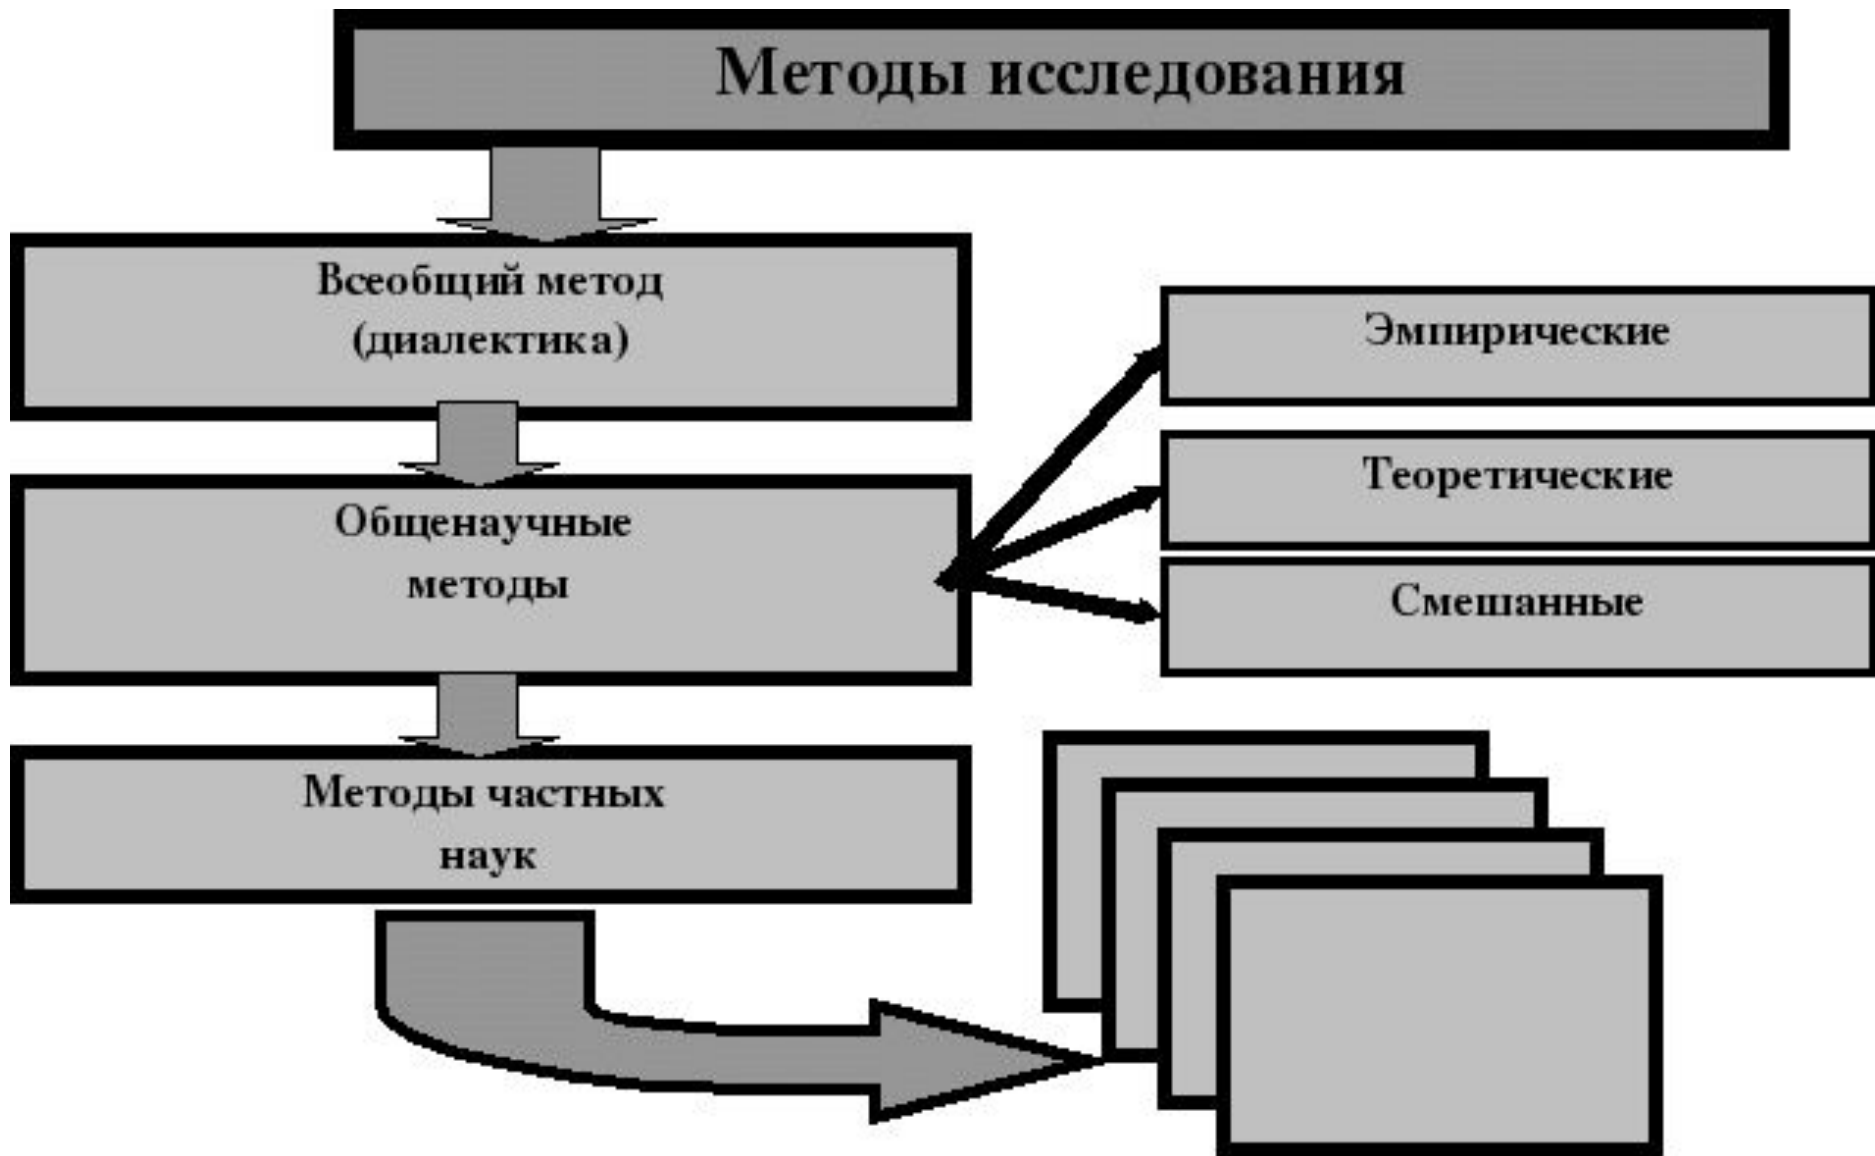 Методы исследования
Всеобщий метод
(диалектика)
Общенаучные
методы
Методы частных
наук
Эмпирические
Теоретические
Смешанные